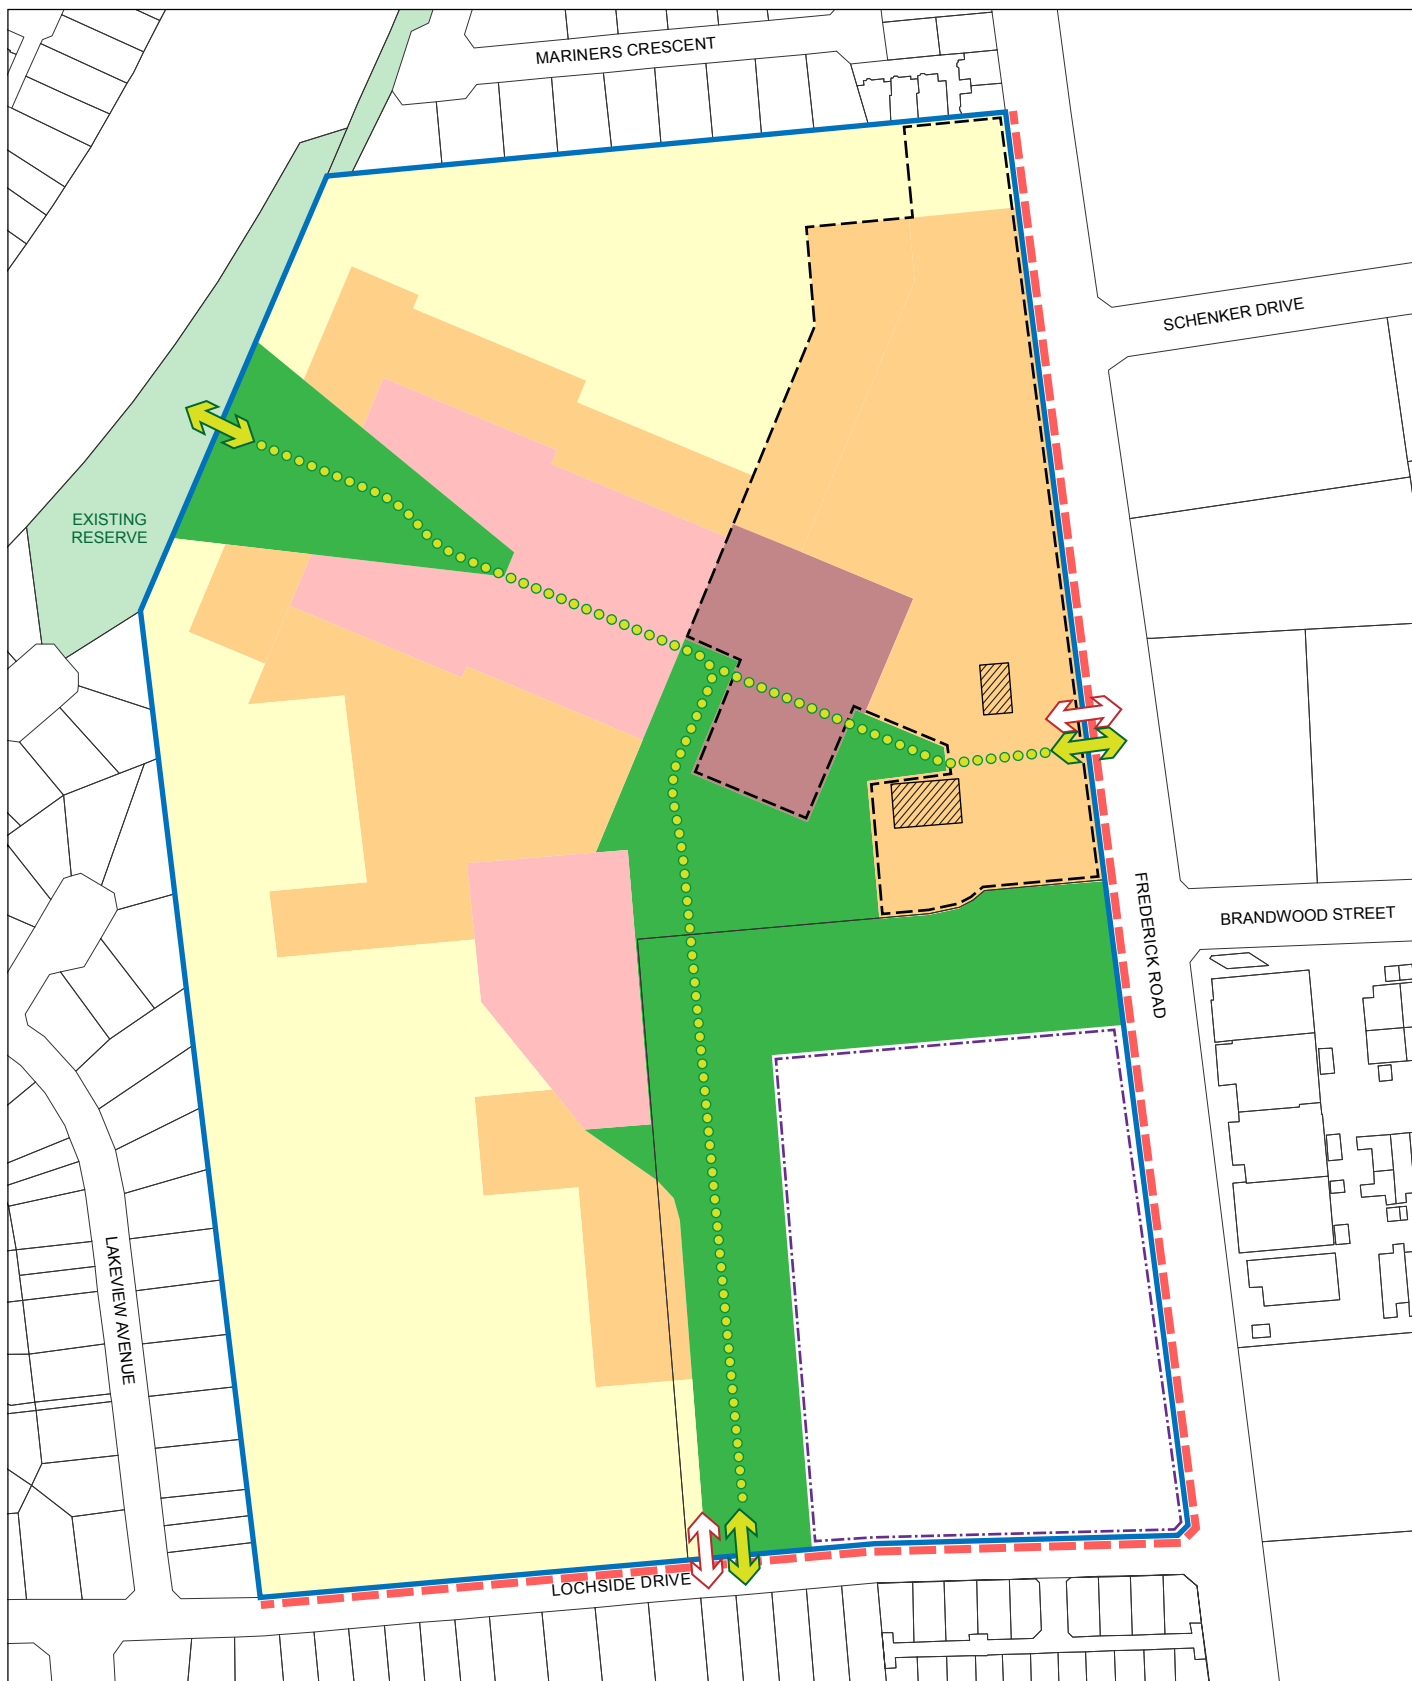 MARINERS CRESCENT
SCHENKER DRIVE
EXISTING
RESERVE
FREDERICK ROAD
BRANDWOOD STREET
LAKEVIEW AVENUE
LOCHSIDE DRIVE